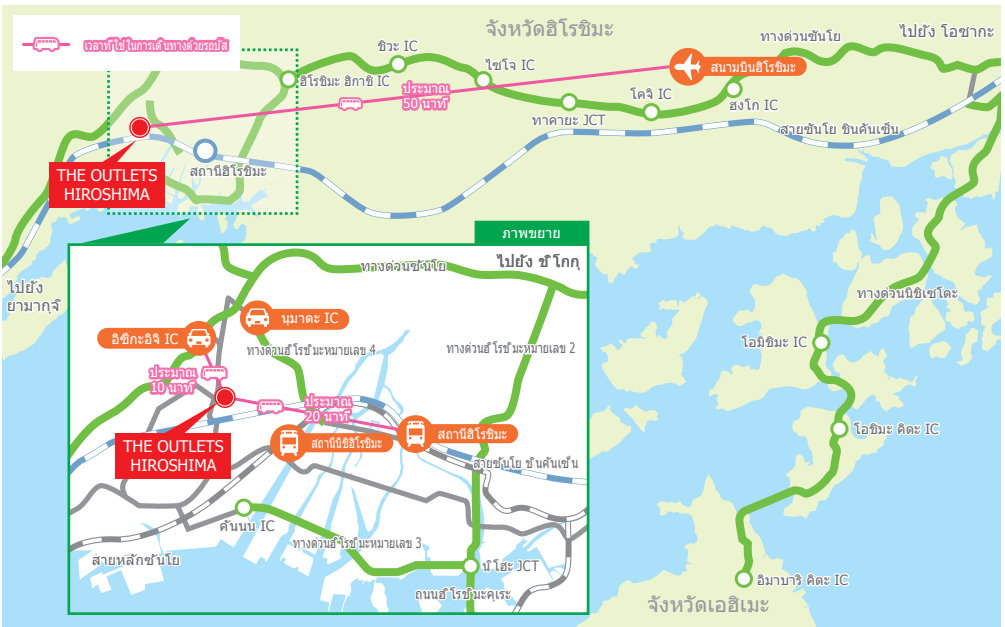 เวลาที่ใช้ในการเดินทางด้วยรถบัส
จังหวัดฮิโรชิมะ
ชิวะ IC
ทางด่วนซันโย
ไปยัง โอซากะ
ฮิโรชิมะ ฮิกาชิ IC
ไซโจ IC
สนามบินฮิโรชิมะ
ประมาณ
50 นาที
ทาคายะ JCT
โคจิ IC
ฮงโก IC
สายซันโย ชินคันเซ็น
สถานีฮิโรชิมะ
THE OUTLETS
HIROSHIMA
ไปยัง
ยามากุจิ
ภาพขยาย
ทางด่วนซันโย
ไปยัง ชิโกกุ
อิซึกะอิจิ IC
นุมาตะ IC
ทางด่วนฮิโรชิมะหมายเลข 4
ทางด่วนฮิโรชิมะหมายเลข 2
ประมาณ
10 นาที
ประมาณ
20 นาที
THE OUTLETS
HIROSHIMA
สถานีนิชิฮิโรชิมะ
สถานีฮิโรชิมะ
สายซันโย ชินคันเซ็น
คันนน IC
สายหลักซันโย
ทางด่วนฮิโรชิมะหมายเลข 3
นิโฮะ JCT
ถนนฮิโรชิมะคุเระ
ทางด่วนนิชิเซโตะ
โอมิชิมะ IC
โอชิมะ คิตะ IC
อิมาบาริ คิตะ IC
จังหวัดเอฮิเมะ